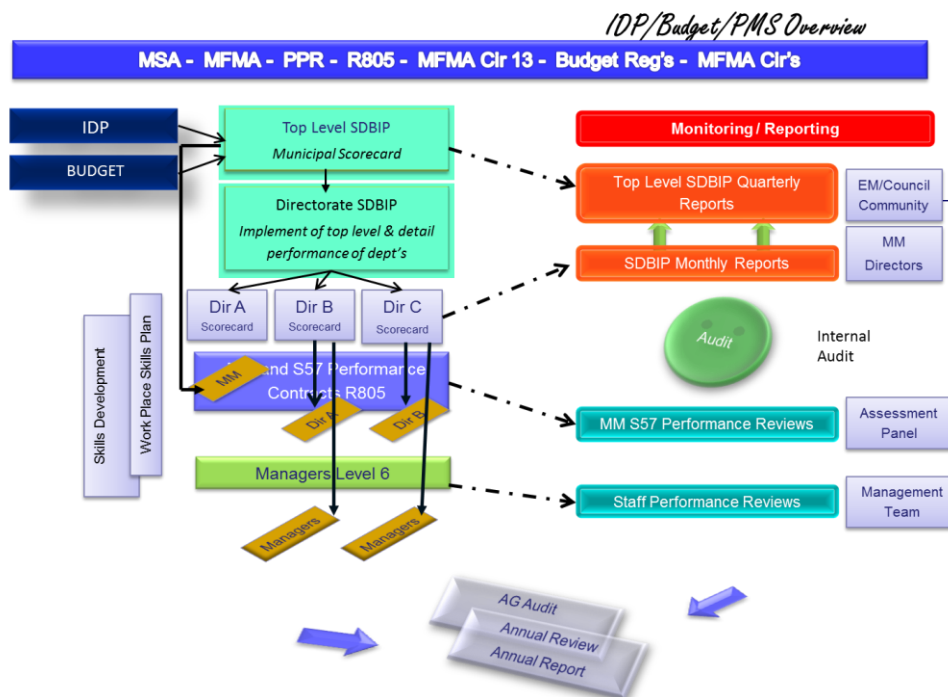 IDP/Budget/PMS Overview
MSA - MFMA - PPR - R805 - MFMA Cir 13 - Budget Reg's - MFMA Cir's
IDP
BUDGET
Top Level SDBIP
Municipal Scorecard
Directorate SDBIP
Implement of top level & detail
performance of dept's
Dir A
Scorecard
Dir B
Scorecard
Dir C
Scorecard
Skills Development
Work Place Skills Plan
and S57 Performance
Contracts R805
MM
Dir A
Dir B
Managers Level 6
Managers
Managers
Monitoring / Reporting
Top Level SDBIP Quarterly
Reports
EM/Council
Community
SDBIP Monthly Reports
MM
Directors
Audit
Internal
Audit
MM S57 Performance Reviews
Assessment
Panel
Staff Performance Reviews
Management
Team
AG Audit
Annual Review
Annual Report